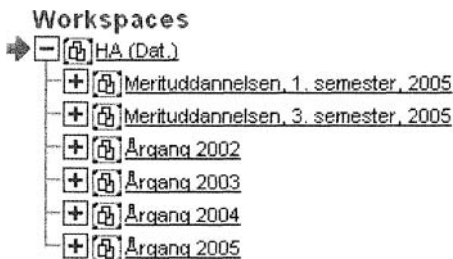 Workspaces
HA (Dat.)
Merituddannelsen, 1. semester, 2005
Merituddannelsen, 3. semester, 2005
Årgang 2002
Årgang 2003
Årgang 2004
Årgang 2005